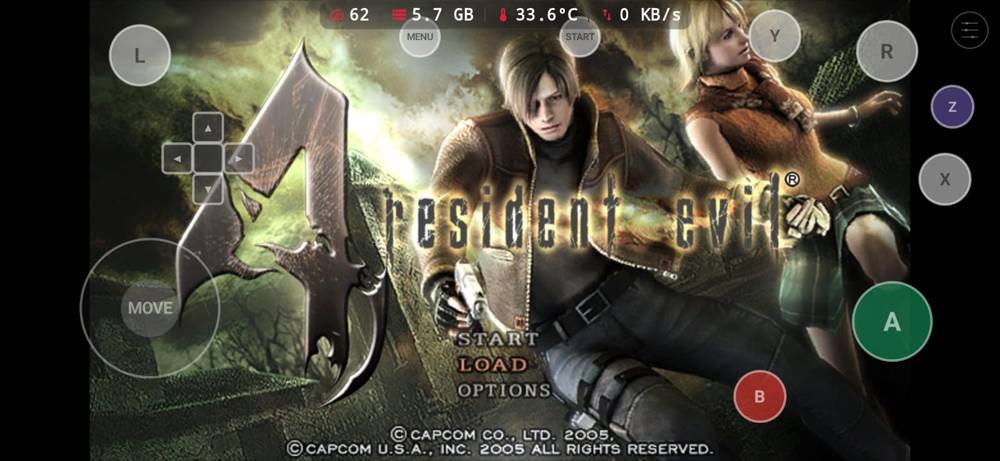 62 5.7 GB 33.6°C 0 KB/s
MENU START
L Y R
Z
X
4 resident evil®
MOVE
A
START
LOAD
OPTIONS
B
©CAPCOM CO., LTD. 2005,
©CAPCOM U.S.A., INC. 2005 ALL RIGHTS RESERVED.